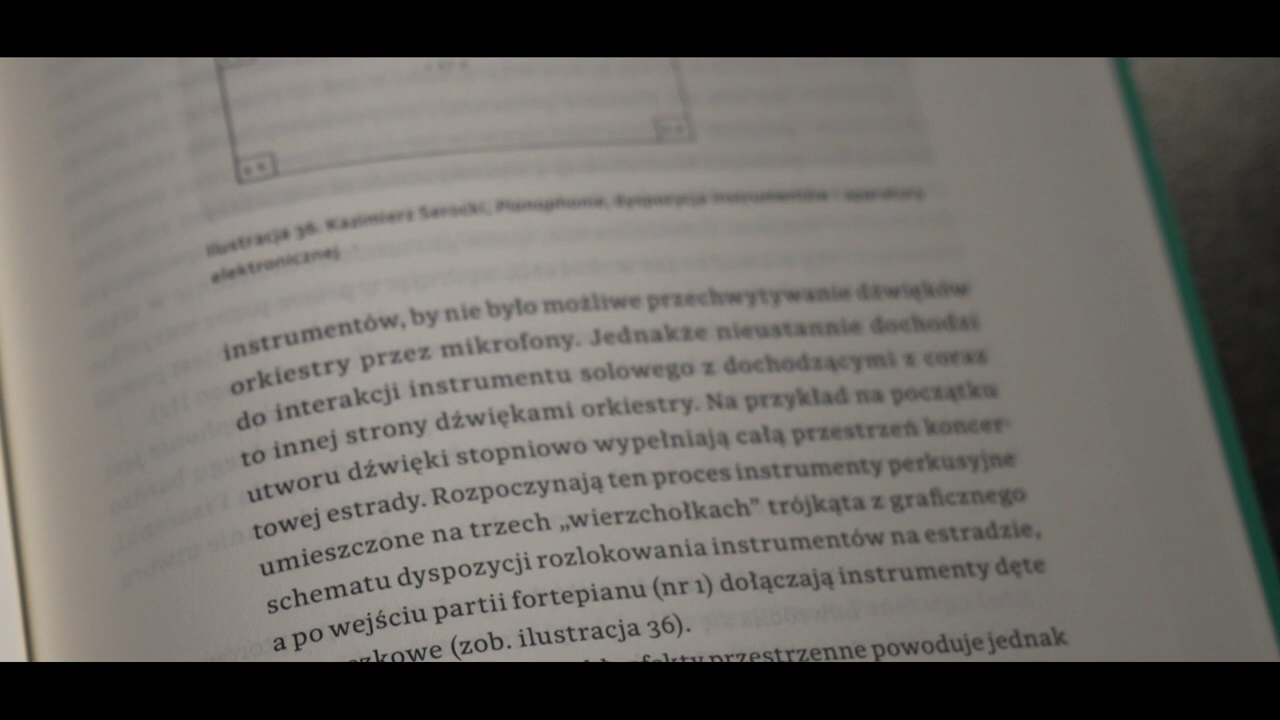 Ilustracja 36. Kazimierz Serocki, Pianophonie, dyspozycja instrumentów i aparatury
elektronicznej
instrumentów, by nie było możliwe przechwytywanie dźwięków
orkiestry przez mikrofony. Jednakże nieustannie dochodzi
do interakcji instrumentu solowego z dochodzącymi z coraz
to innej strony dźwiękami orkiestry. Na przykład na początku
utworu dźwięki stopniowo wypełniają całą przestrzeń koncer-
towej estrady. Rozpoczynają ten proces instrumenty perkusyjne
umieszczone na trzech „wierzchołkach” trójkąta z graficznego
schematu dyspozycji rozlokowania instrumentów na estradzie,
a po wejściu partii fortepianu (nr 1) dołączają instrumenty dęte
(zob. ilustracja 36).
przestrzenne powoduje jednak